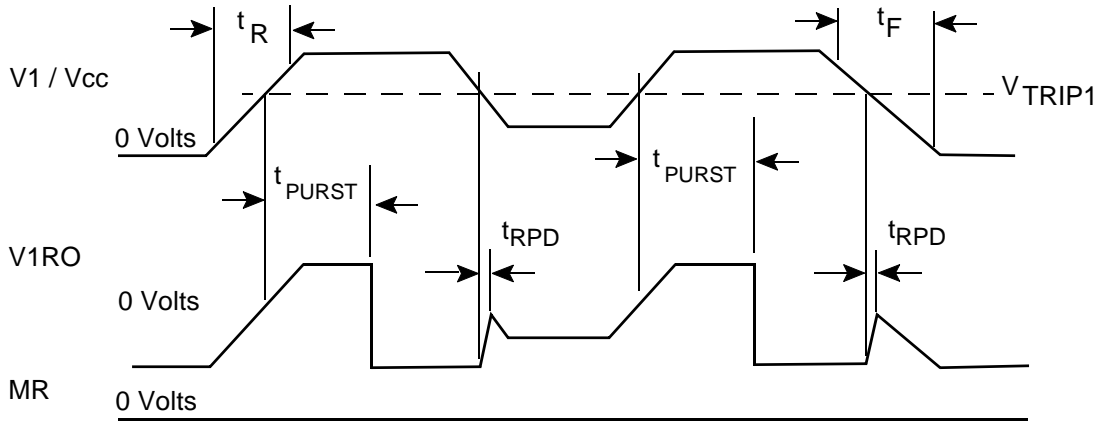 tR
tF
V1 / Vcc
VTRIP1
0 Volts
tPURST
tPURST
tRPD
tRPD
V1RO
0 Volts
MR
0 Volts